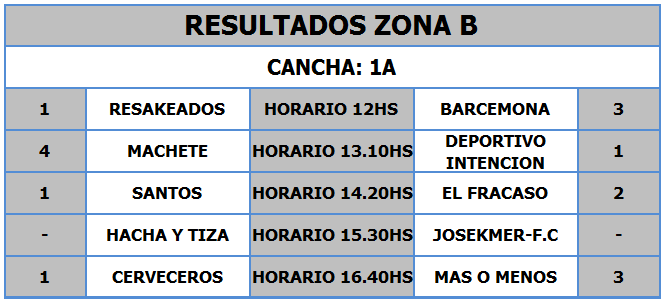 RESULTADOS ZONA B
CANCHA: 1A
1 RESAKEADOS HORARIO 12HS BARCEMONA 3
4 MACHETE HORARIO 13.10HS DEPORTIVO INTENCION 1
1 SANTOS HORARIO 14.20HS EL FRACASO 2
- HACHA Y TIZA HORARIO 15.30HS JOSEKMER-F.C -
1 CERVECEROS HORARIO 16.40HS MAS O MENOS 3